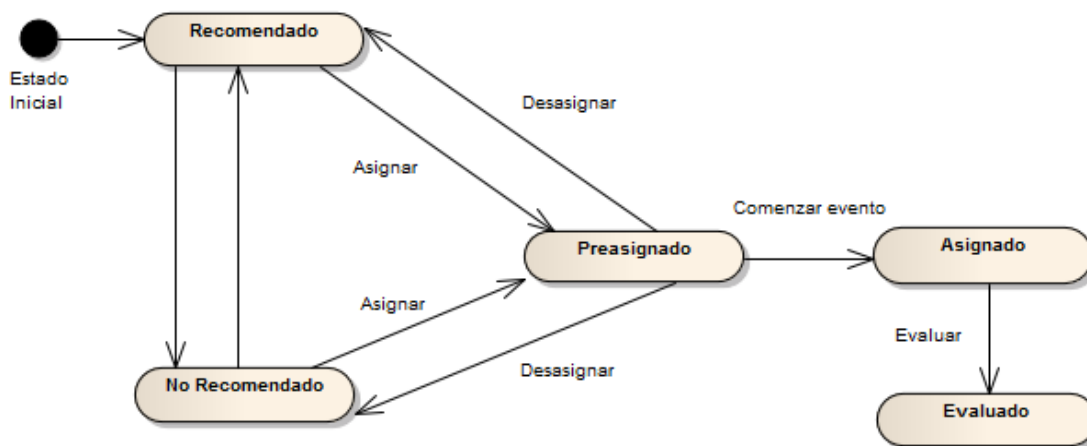 Recomendado
Estado
Inicial
Desasignar
Asignar
Comenzar evento
Preasignado
Asignado
Asignar
Evaluar
Desasignar
No Recomendado
Evaluado